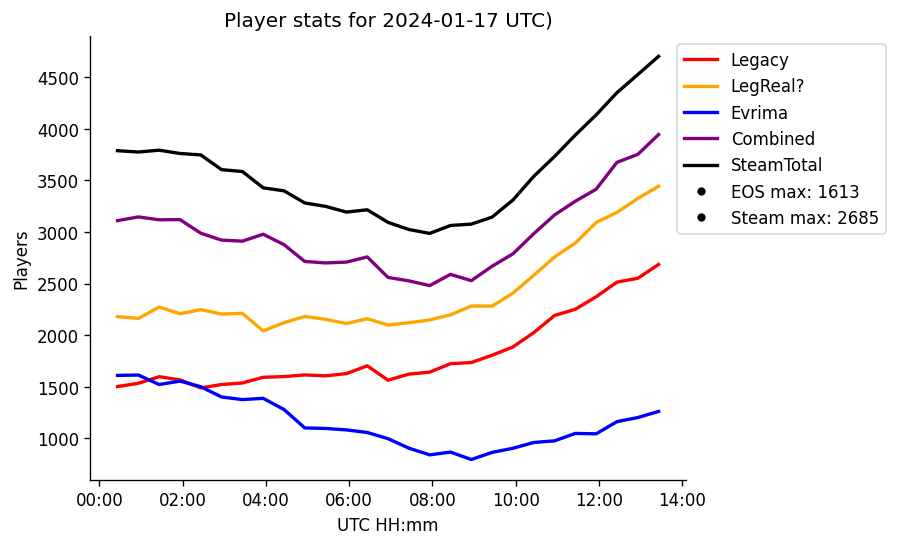 Player stats for 2024-01-17 UTC)
Legacy
LegReal?
Evrima
Combined
SteamTotal
EOS max: 1613
Steam max: 2685
Players
4500
4000
3500
3000
2500
2000
1500
1000
00:00 02:00 04:00 06:00 08:00 10:00 12:00 14:00
UTC HH:mm